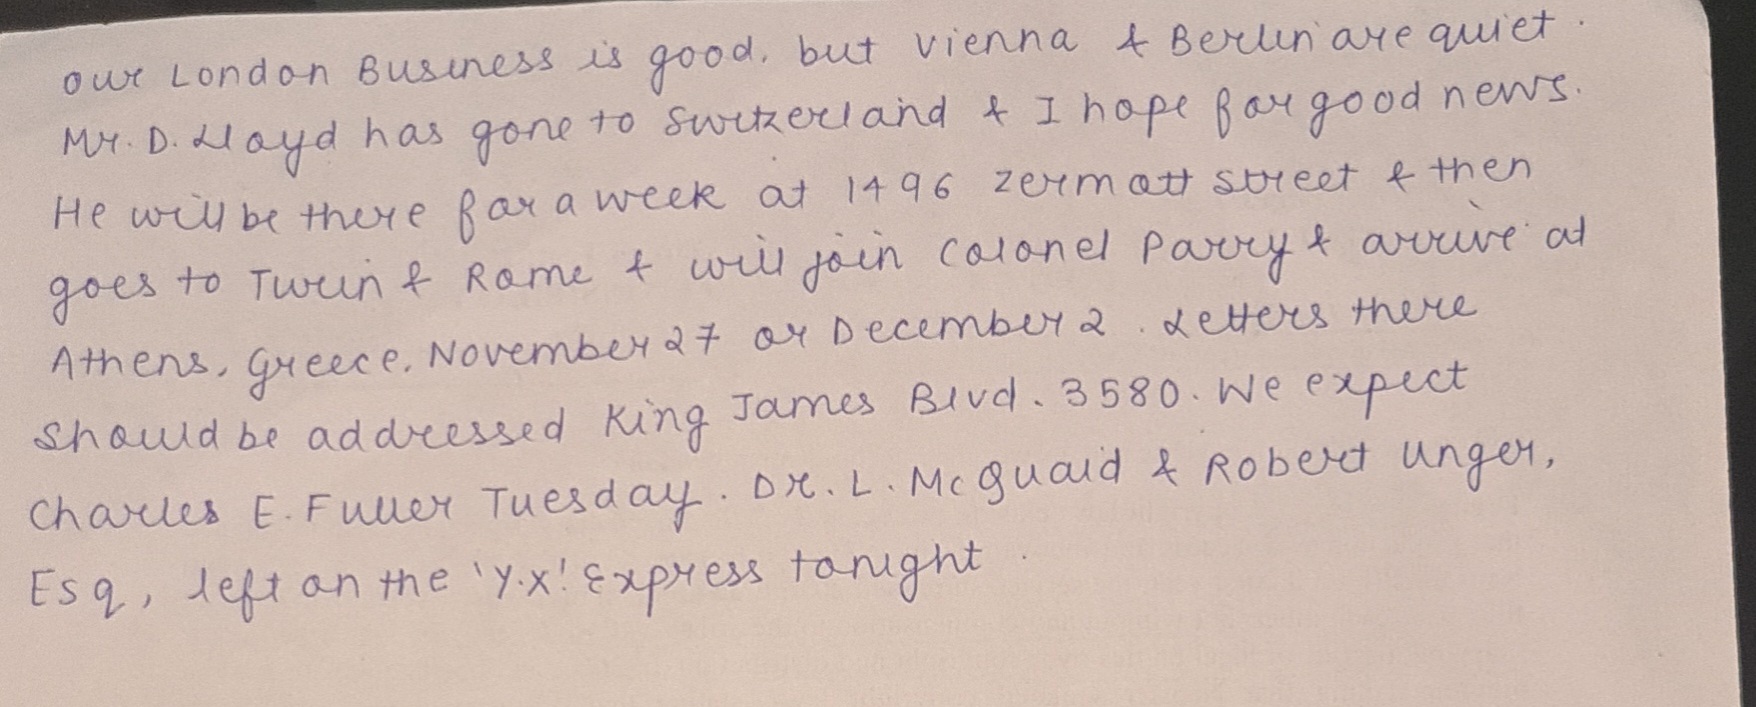 our London Business is good, but Vienna & Berlin are quiet.
Mr. D. Lloyd has gone to Switzerland & I hope for good news.
He will be there for a week at 1496 Zermatt Street & then
goes to Turin & Rome & will join Colonel Parry & arrive at
Athens, Greece, November 27 or December 2. Letters there
should be addressed King James Blvd. 3580. We expect
Charles E. Fuller Tuesday. Dr. L. McQuaid & Robert Unger,
Esq, left on the 'Y.X.' Express tonight.